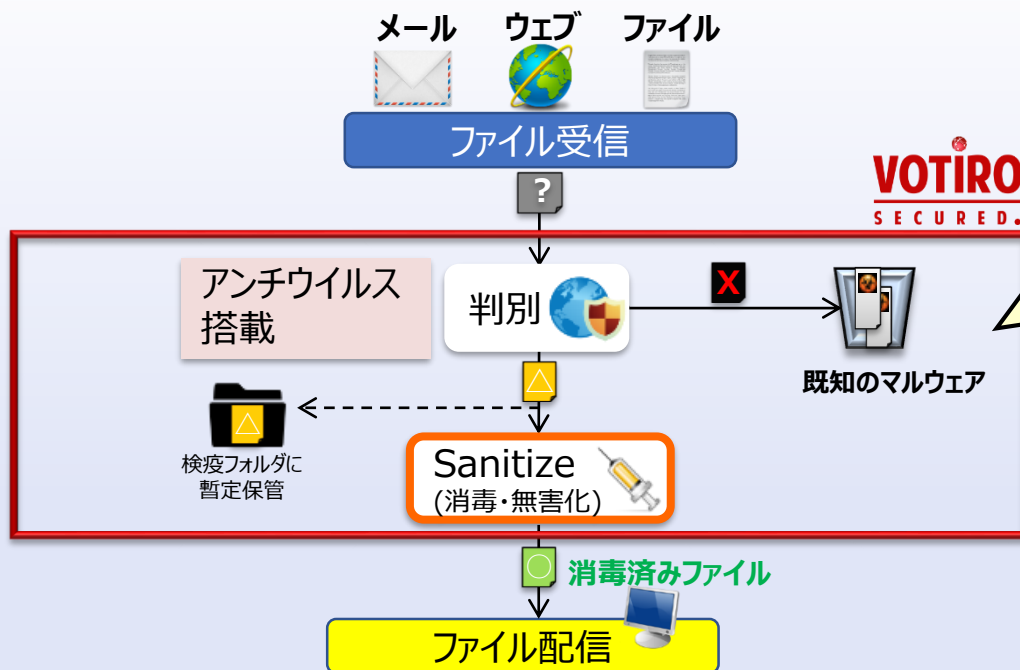 メール ウェブ ファイル
ファイル受信
?
VOTIRO
SECURED.
アンチウイルス
搭載
判別
X
既知のマルウェア
△
△
検疫フォルダに
暫定保管
Sanitize
(消毒・無害化)
○
消毒済みファイル
ファイル配信